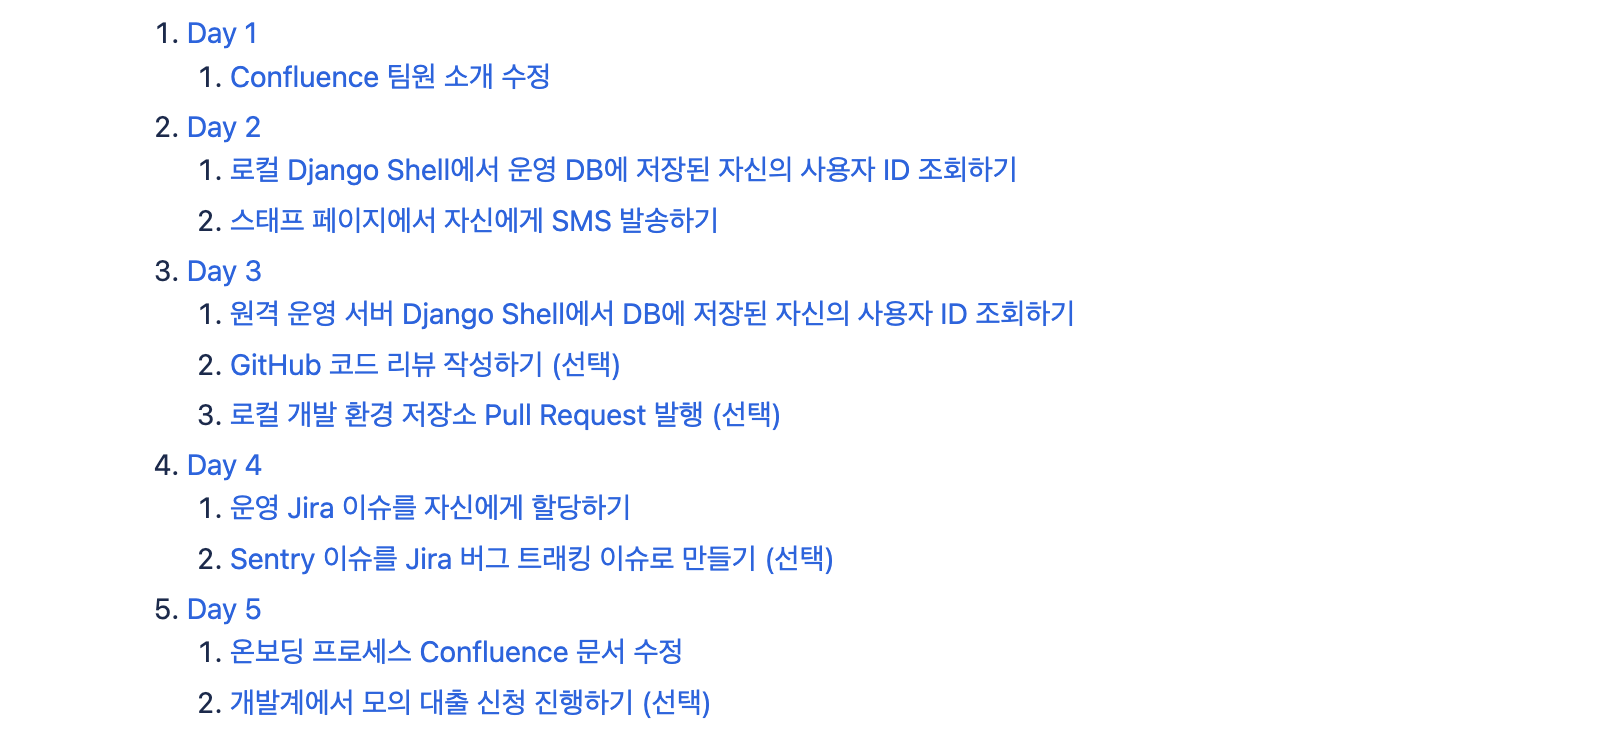 1. Day 1
1. Confluence 팀원 소개 수정
2. Day 2
1. 로컬 Django Shell에서 운영 DB에 저장된 자신의 사용자 ID 조회하기
2. 스태프 페이지에서 자신에게 SMS 발송하기
3. Day 3
1. 원격 운영 서버 Django Shell에서 DB에 저장된 자신의 사용자 ID 조회하기
2. GitHub 코드 리뷰 작성하기 (선택)
3. 로컬 개발 환경 저장소 Pull Request 발행 (선택)
4. Day 4
1. 운영 Jira 이슈를 자신에게 할당하기
2. Sentry 이슈를 Jira 버그 트래킹 이슈로 만들기 (선택)
5. Day 5
1. 온보딩 프로세스 Confluence 문서 수정
2. 개발계에서 모의 대출 신청 진행하기 (선택)